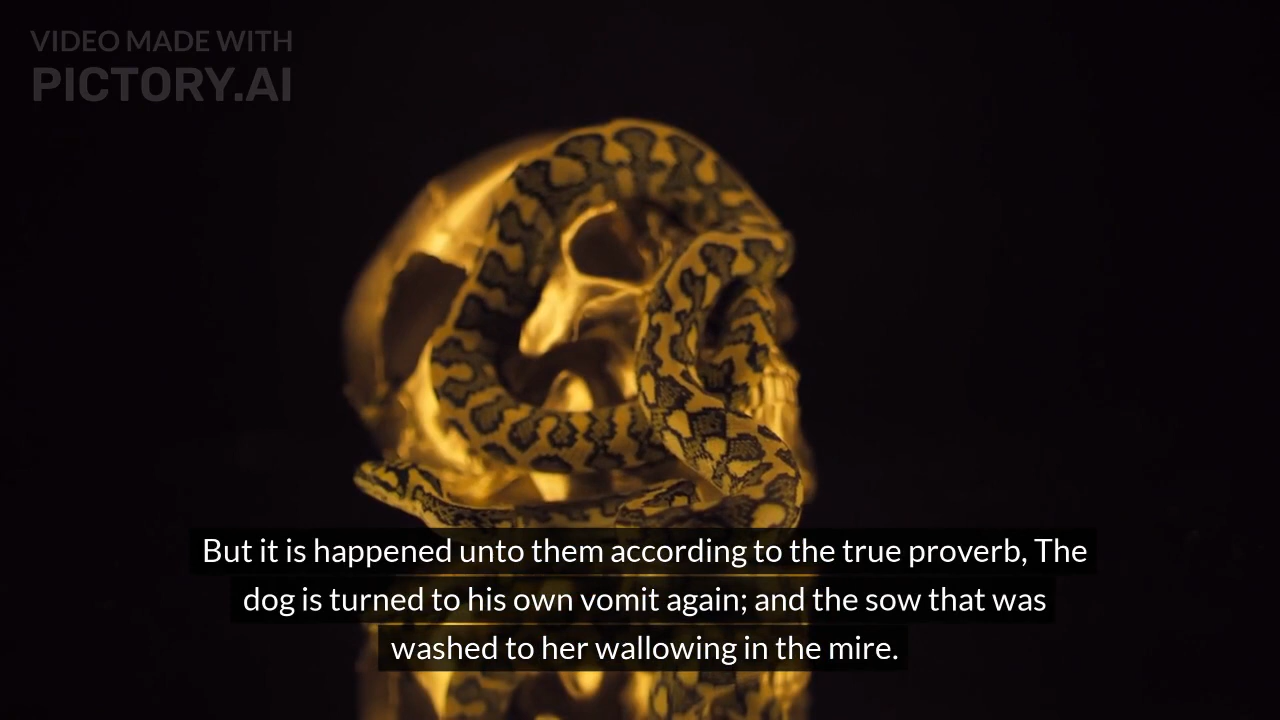 VIDEO MADE WITH
PICTORY.AI
But it is happened unto them according to the true proverb, The
dog is turned to his own vomit again; and the sow that was
washed to her wallowing in the mire.